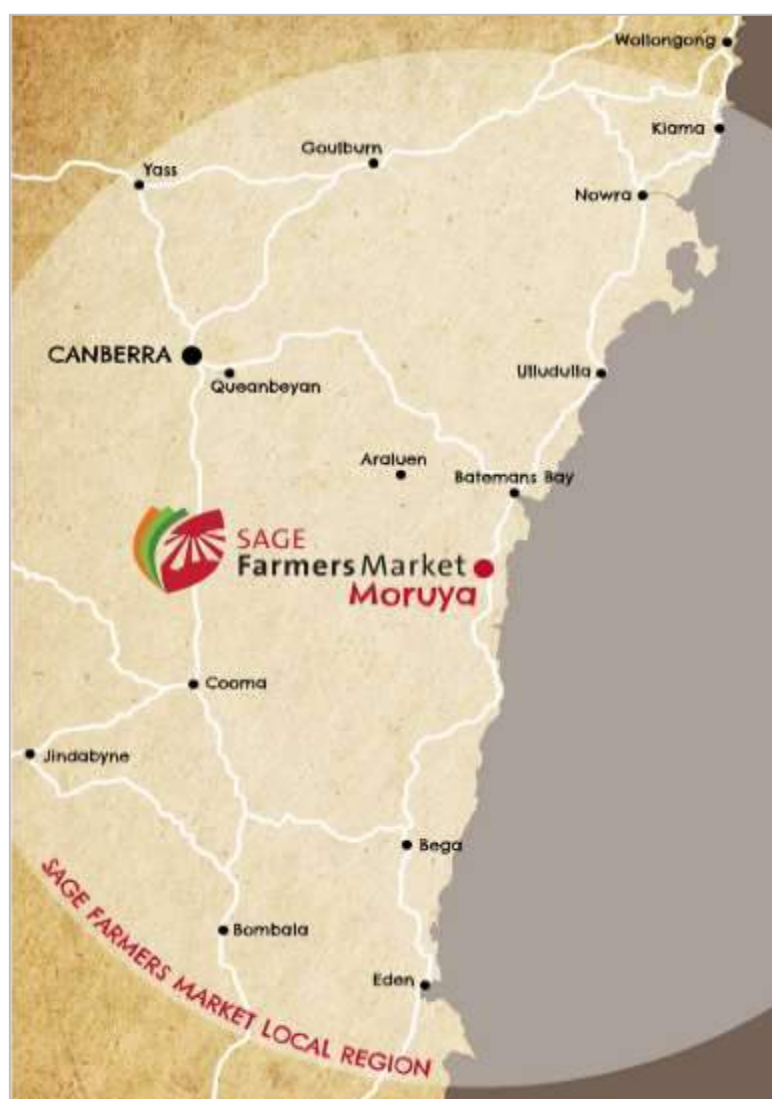 Wollongong
Kiama
Goulburn
Yass
Nowra
CANBERRA
Queanbeyan
Ulludulla
Araluen
Batemans Bay
SAGE
Farmers Market
Moruya
Cooma
Jindabyne
Bega
Bombala
Eden
SAGE FARMERS MARKET LOCAL REGION